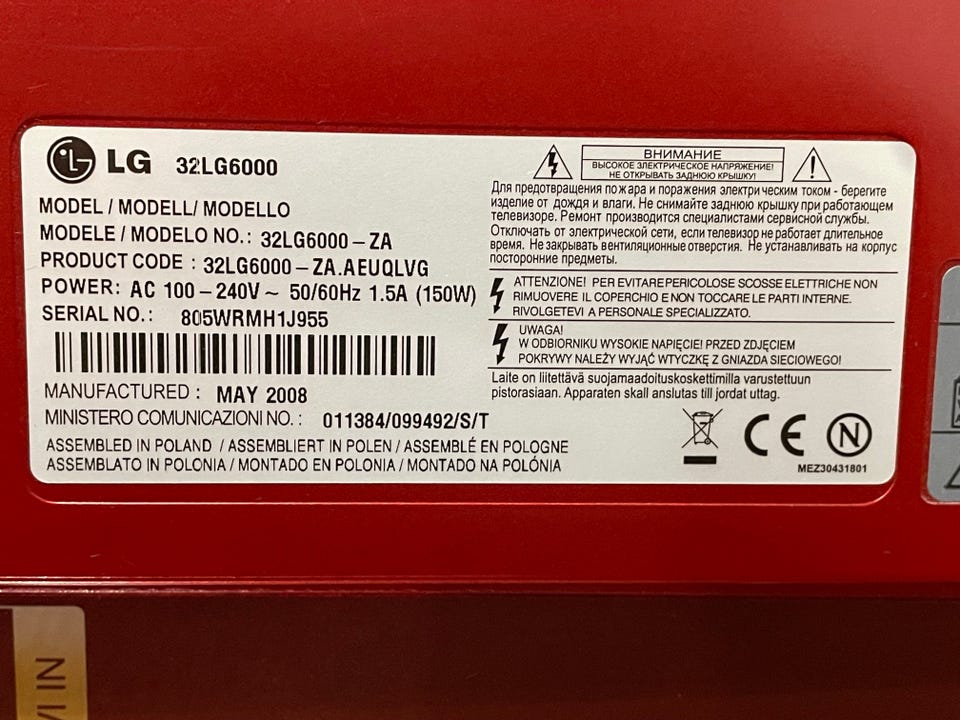 LG 32LG6000
MODEL / MODELL/ MODELLO
MODELE / MODELO NO.: 32LG6000-ZA
PRODUCT CODE : 32LG6000-ZA.AEUQLVG
POWER: AC 100-240V ~ 50/60Hz 1.5A (150W)
SERIAL NO.: 805WRMH1J955
MANUFACTURED : MAY 2008
MINISTERO COMUNICAZIONI NO. : 011384/099492/S/T
ASSEMBLED IN POLAND / ASSEMBLIERT IN POLEN / ASSEMBLÉ EN POLOGNE
ASSEMBLATO IN POLONIA / MONTADO EN POLONIA / MONTADO NA POLÓNIA
ВНИМАНИЕ
ВЫСОКОЕ ЭЛЕКТРИЧЕСКОЕ НАПРЯЖЕНИЕ!
НЕ ОТКРЫВАТЬ ЗАДНЮЮ КРЫШКУ!
Для предотвращения пожара и поражения электрическим током - берегите
изделие от дождя и влаги. Не снимайте заднюю крышку при работающем
телевизоре. Ремонт производится специалистами сервисной службы.
Отключать от электрической сети, если телевизор не работает длительное
время. Не закрывать вентиляционные отверстия. Не устанавливать на корпус
посторонние предметы.
ATTENZIONE! PER EVITARE PERICOLOSE SCOSSE ELETTRICHE NON
RIMUOVERE IL COPERCHIO E NON TOCCARE LE PARTI INTERNE.
RIVOLGETEVI A PERSONALE SPECIALIZZATO.
UWAGA!
W ODBIORNIKU WYSOKIE NAPIĘCIE! PRZED ZDJĘCIEM
POKRYWY NALEŻY WYJĄĆ WTYCZKĘ Z GNIAZDA SIECIOWEGO!
Laite on liitettävä suojamaadoituskoskettimilla varustettuun
pistorasiaan. Apparaten skall anslutas till jordat uttag.
CE N
MEZ30431801
VI IN